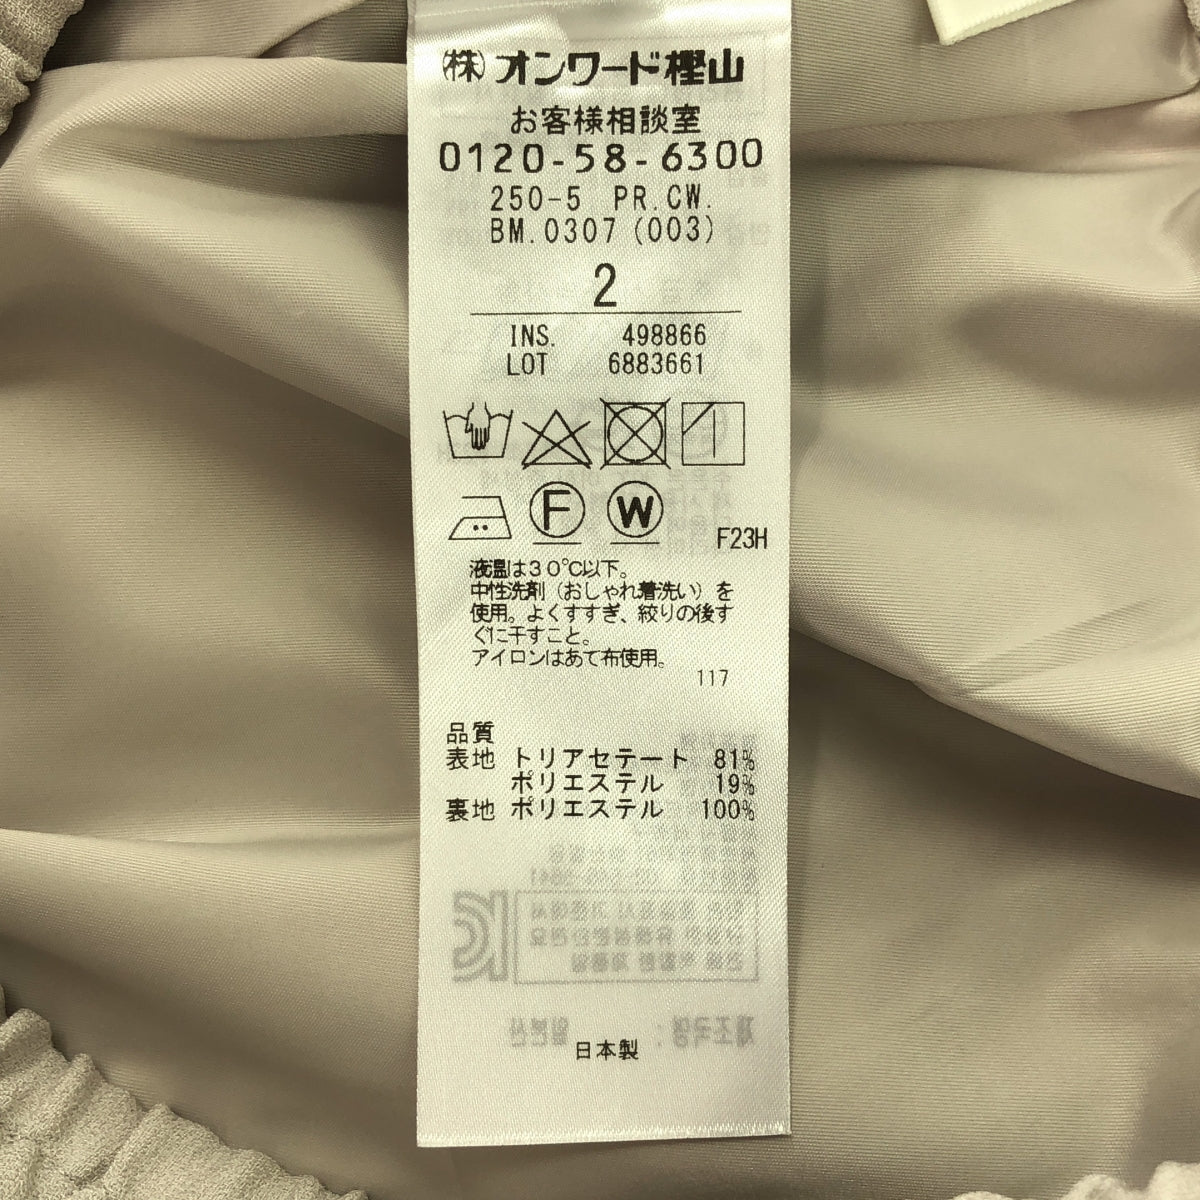 ㈱オンワード樫山
お客様相談室
0120-58-6300
250-5 PR.CW.
BM.0307(003)
2
INS. 498866
LOT 6883661
F
W
F23H
液温は30℃以下。
中性洗剤(おしゃれ着洗い)を
使用。よくすすぎ、絞りの後す
ぐに干すこと。
アイロンはあて布使用。
117
品質
表地 トリアセテート 81%
ポリエステル 19%
裏地 ポリエステル 100%
日本製